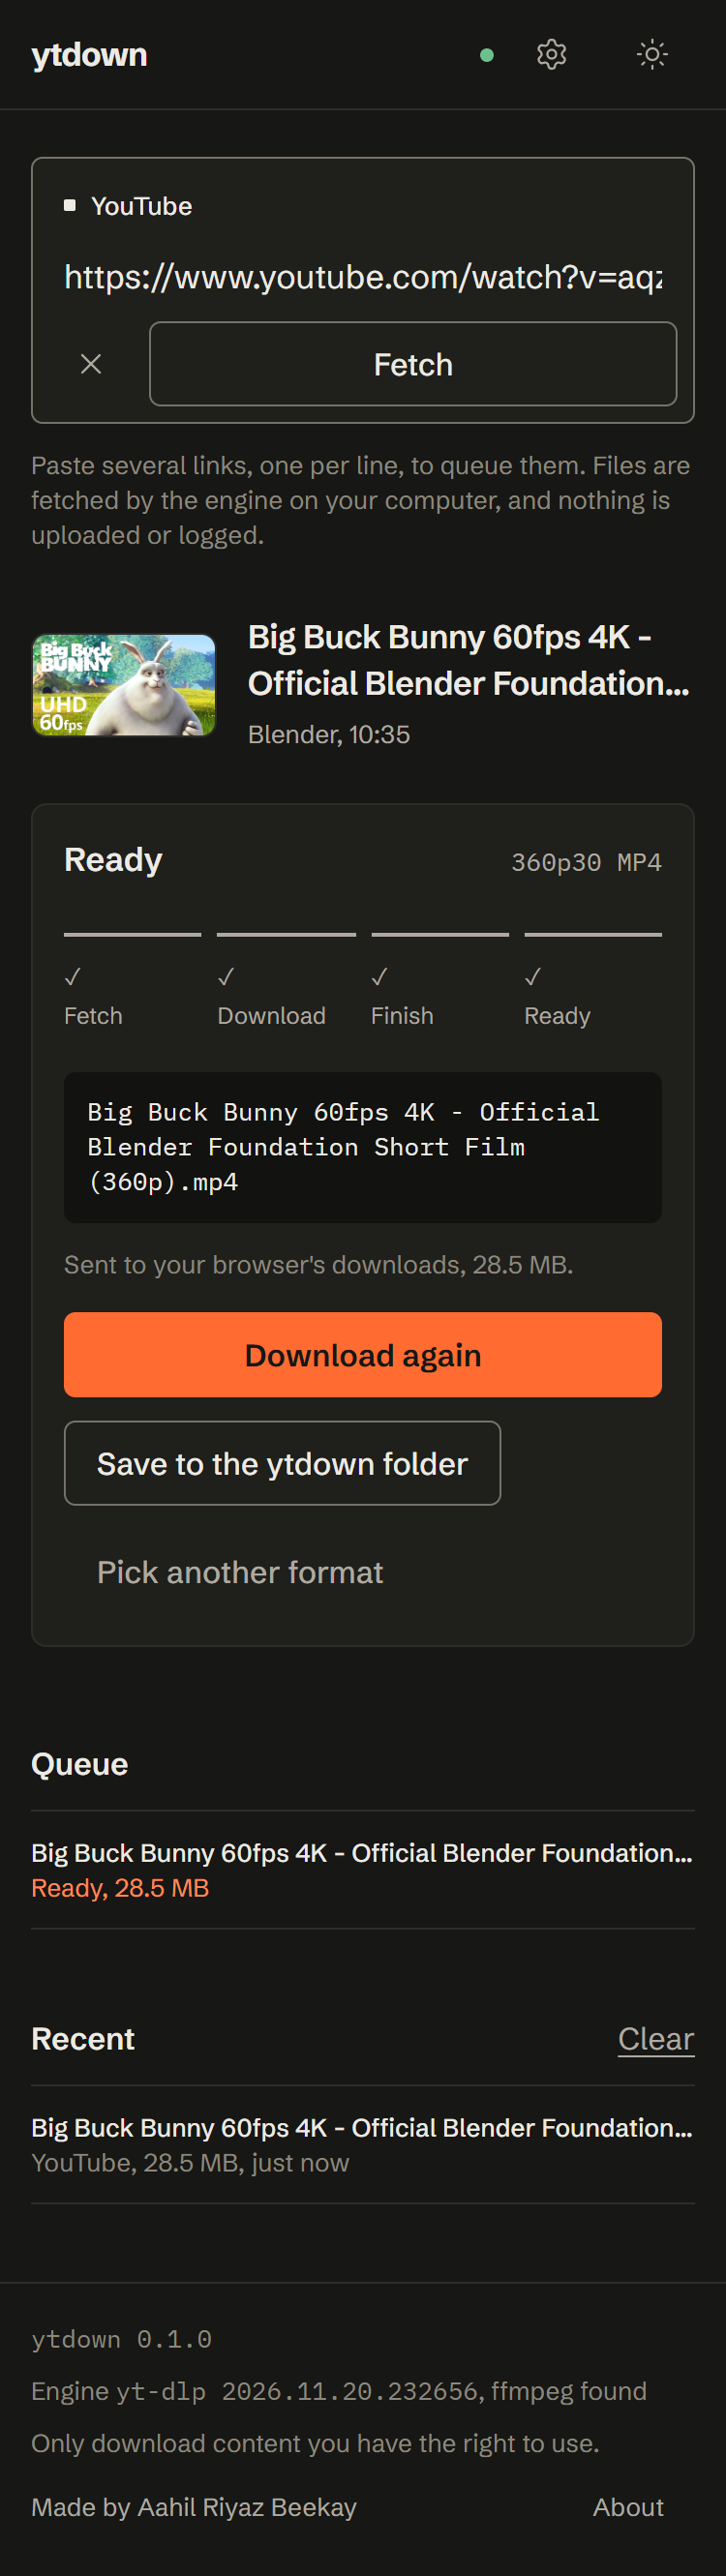 ytdown
YouTube
https://www.youtube.com/watch?v=aqz
Fetch
Paste several links, one per line, to queue them. Files are
fetched by the engine on your computer, and nothing is
uploaded or logged.
Big Buck
BUNNY
UHD
60fps
Big Buck Bunny 60fps 4K -
Official Blender Foundation...
Blender, 10:35
Ready
360p30 MP4
✓ ✓ ✓ ✓
Fetch Download Finish Ready
Big Buck Bunny 60fps 4K - Official
Blender Foundation Short Film
(360p).mp4
Sent to your browser's downloads, 28.5 MB.
Download again
Save to the ytdown folder
Pick another format
Queue
Big Buck Bunny 60fps 4K - Official Blender Foundation...
Ready, 28.5 MB
Recent
Clear
Big Buck Bunny 60fps 4K - Official Blender Foundation...
YouTube, 28.5 MB, just now
ytdown 0.1.0
Engine yt-dlp 2026.11.20.232656, ffmpeg found
Only download content you have the right to use.
Made by Aahil Riyaz Beekay
About